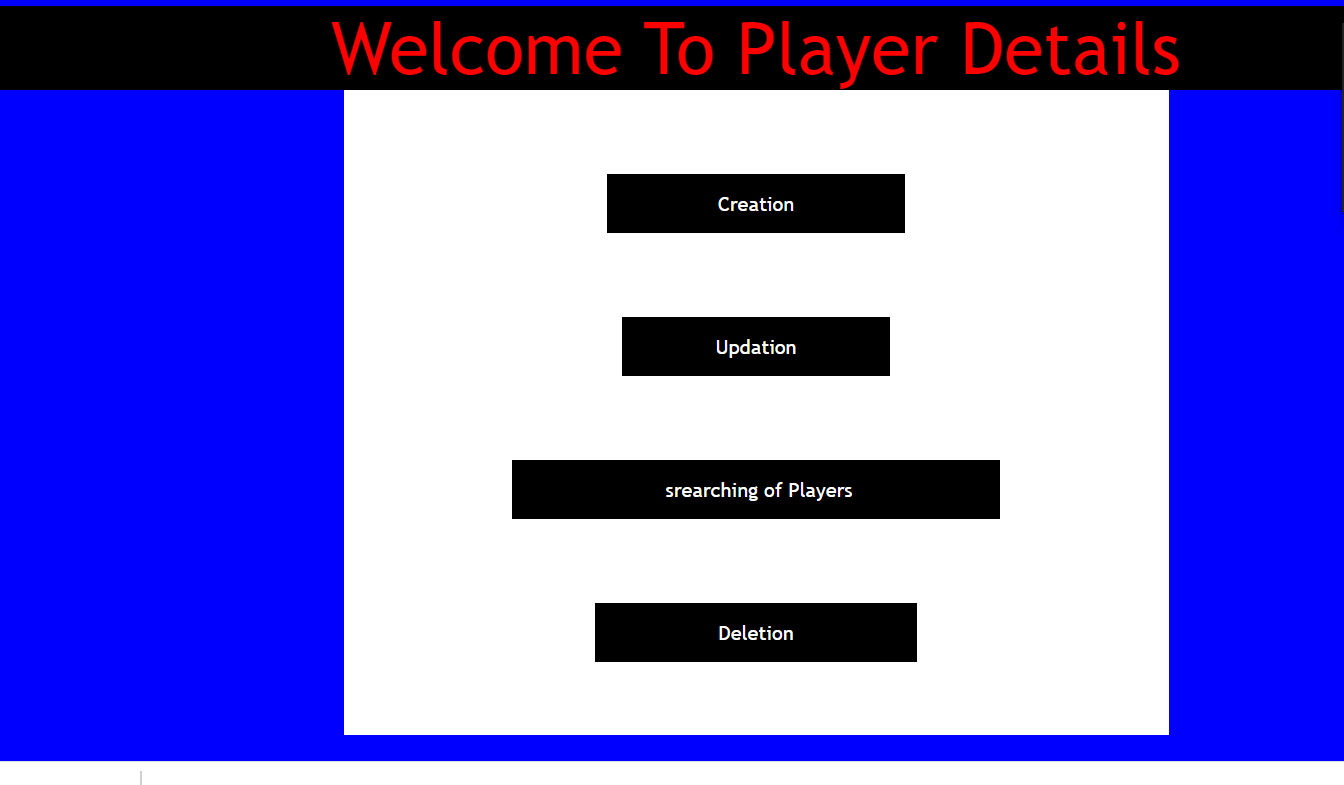 Welcome To Player Details
Creation
Updation
srearching of Players
Deletion